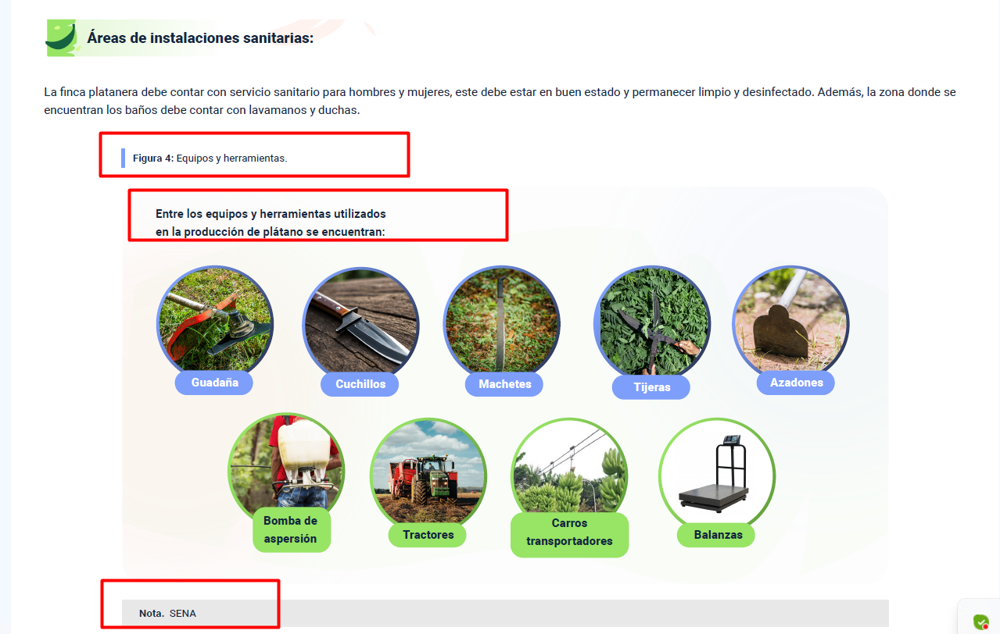 Áreas de instalaciones sanitarias:
La finca platanera debe contar con servicio sanitario para hombres y mujeres, este debe estar en buen estado y permanecer limpio y desinfectado. Además, la zona donde se
encuentran los baños debe contar con lavamanos y duchas.
Figura 4: Equipos y herramientas.
Entre los equipos y herramientas utilizados
en la producción de plátano se encuentran:
Guadaña
Cuchillos
Machetes
Tijeras
Azadones
Bomba de
aspersión
Tractores
Carros
transportadores
Balanzas
Nota. SENA